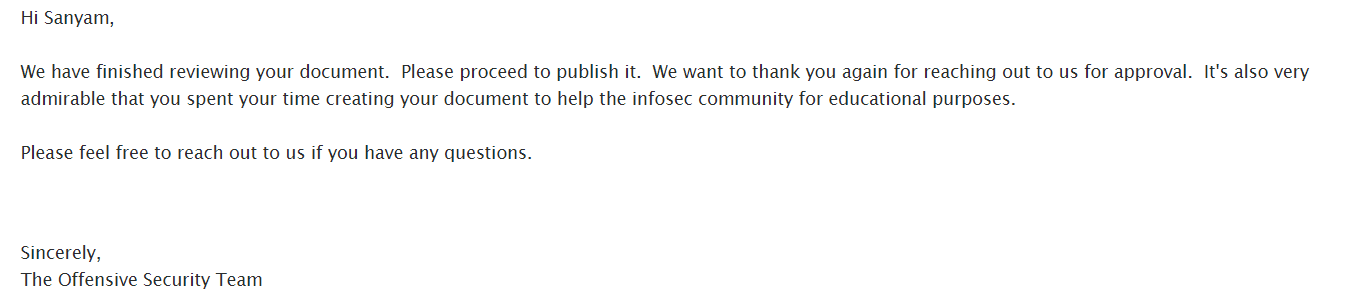 Hi Sanyam,
We have finished reviewing your document.  Please proceed to publish it.  We want to thank you again for reaching out to us for approval.  It's also very
admirable that you spent your time creating your document to help the infosec community for educational purposes.
Please feel free to reach out to us if you have any questions.
Sincerely,
The Offensive Security Team